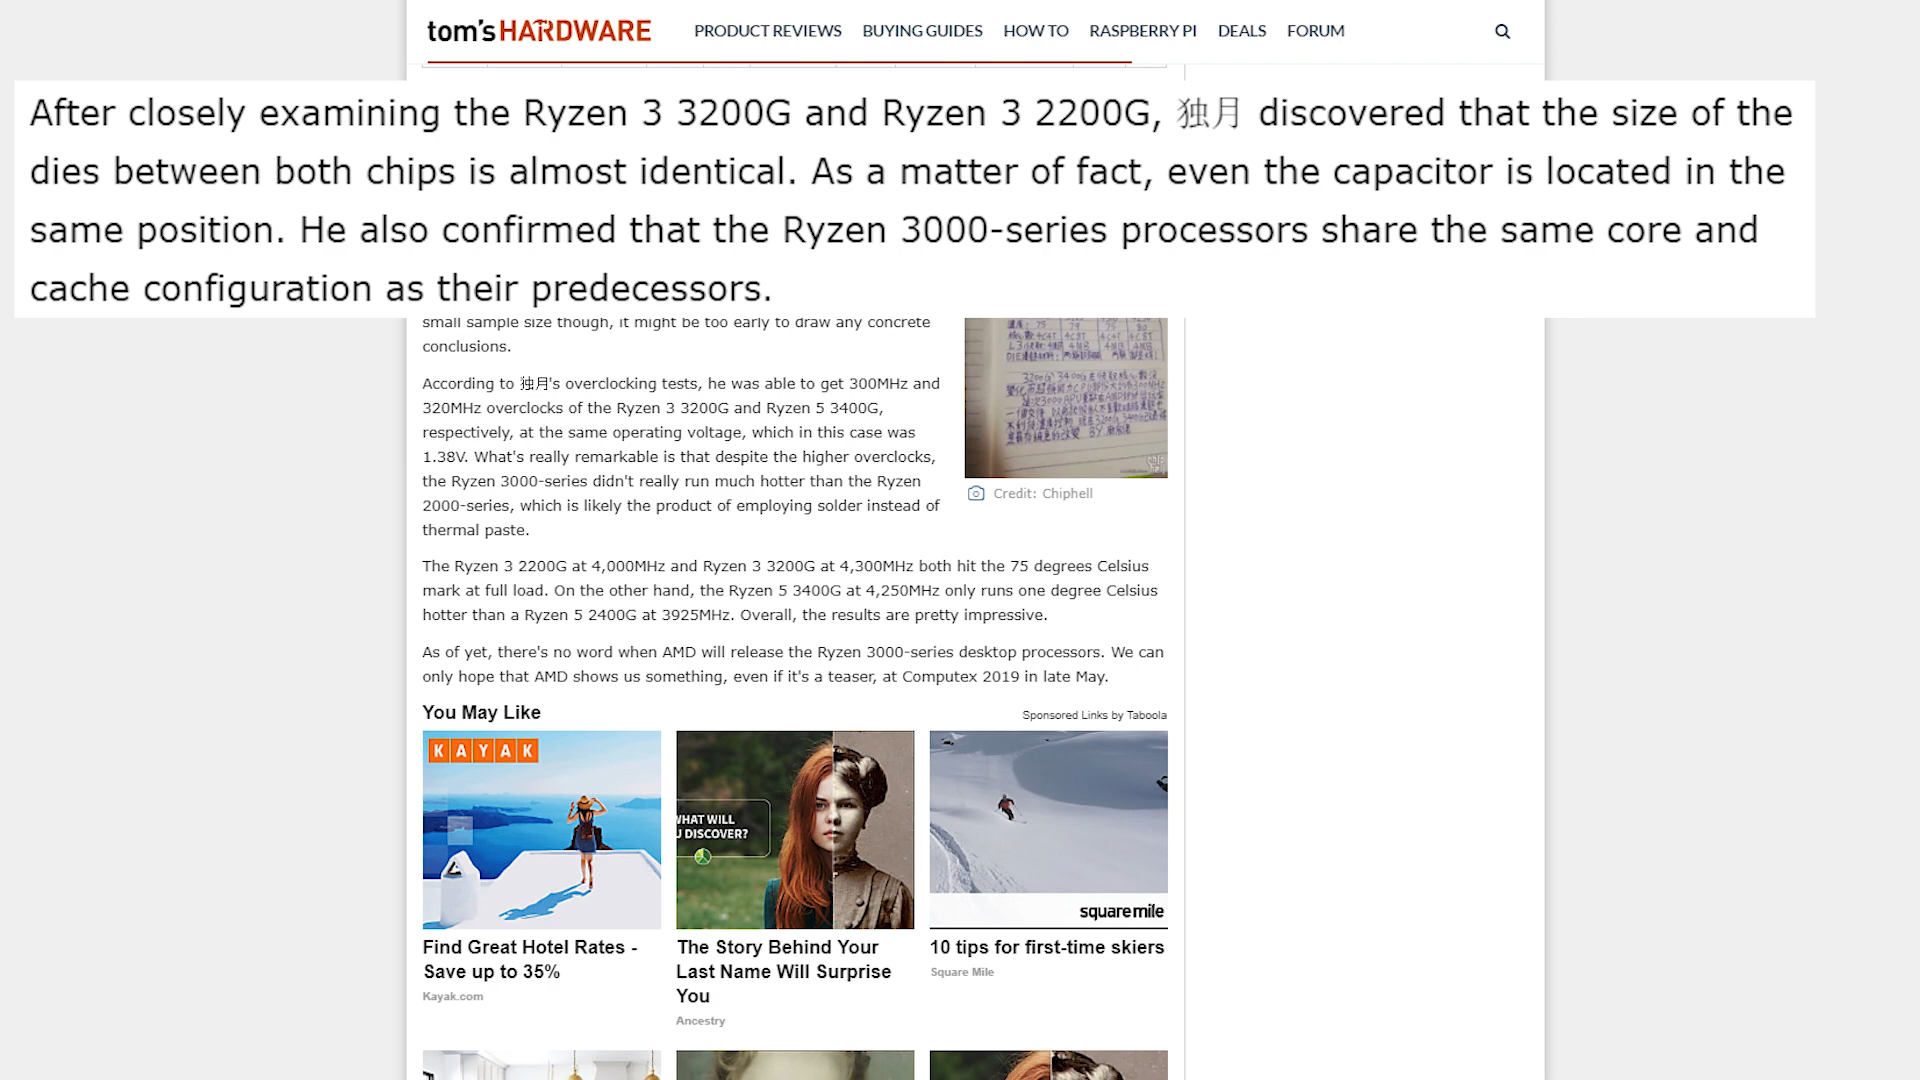 tom's HARDWARE
PRODUCT REVIEWS BUYING GUIDES HOW TO RASPBERRY PI DEALS FORUM
After closely examining the Ryzen 3 3200G and Ryzen 3 2200G, 独月 discovered that the size of the
dies between both chips is almost identical. As a matter of fact, even the capacitor is located in the
same position. He also confirmed that the Ryzen 3000-series processors share the same core and
cache configuration as their predecessors.
small sample size though, it might be too early to draw any concrete
conclusions.
According to 独月's overclocking tests, he was able to get 300MHz and
320MHz overclocks of the Ryzen 3 3200G and Ryzen 5 3400G,
respectively, at the same operating voltage, which in this case was
1.38V. What's really remarkable is that despite the higher overclocks,
the Ryzen 3000-series didn't really run much hotter than the Ryzen
2000-series, which is likely the product of employing solder instead of
thermal paste.
Credit: Chiphell
The Ryzen 3 2200G at 4,000MHz and Ryzen 3 3200G at 4,300MHz both hit the 75 degrees Celsius
mark at full load. On the other hand, the Ryzen 5 3400G at 4,250MHz only runs one degree Celsius
hotter than a Ryzen 5 2400G at 3925MHz. Overall, the results are pretty impressive.
As of yet, there's no word when AMD will release the Ryzen 3000-series desktop processors. We can
only hope that AMD shows us something, even if it's a teaser, at Computex 2019 in late May.
You May Like
Sponsored Links by Taboola
KAYAK
WHAT WILL
U DISCOVER?
squaremile
Find Great Hotel Rates -
Save up to 35%
Kayak.com
The Story Behind Your
Last Name Will Surprise
You
Ancestry
10 tips for first-time skiers
Square Mile